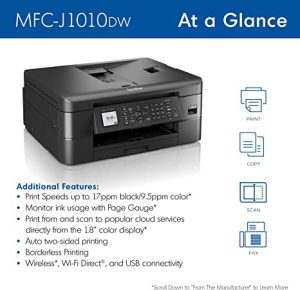 MFC-J1010DW
At a Glance
brother
PRINT
COPY
SCAN
FAX
Additional Features:
• Print Speeds up to 17ppm black/9.5ppm color*
• Monitor ink usage with Page Gauge*
• Print from and scan to popular cloud services
directly from the 1.8" color display*
• Auto two-sided printing
• Borderless Printing
• Wireless*, Wi-Fi Direct®, and USB connectivity
*Scroll Down to "From The Manufacturer" to Learn More